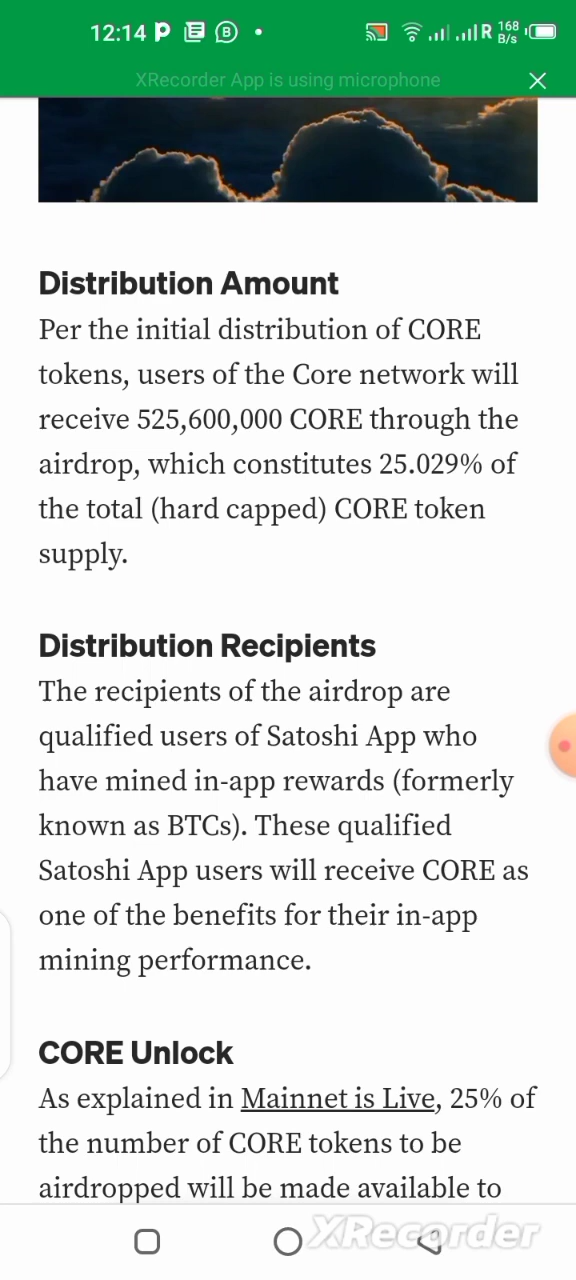 12:14
R 168 B/s
XRecorder App is using microphone
Distribution Amount
Per the initial distribution of CORE
tokens, users of the Core network will
receive 525,600,000 CORE through the
airdrop, which constitutes 25.029% of
the total (hard capped) CORE token
supply.
Distribution Recipients
The recipients of the airdrop are
qualified users of Satoshi App who
have mined in-app rewards (formerly
known as BTCs). These qualified
Satoshi App users will receive CORE as
one of the benefits for their in-app
mining performance.
CORE Unlock
As explained in Mainnet is Live, 25% of
the number of CORE tokens to be
airdropped will be made available to
XRecorder